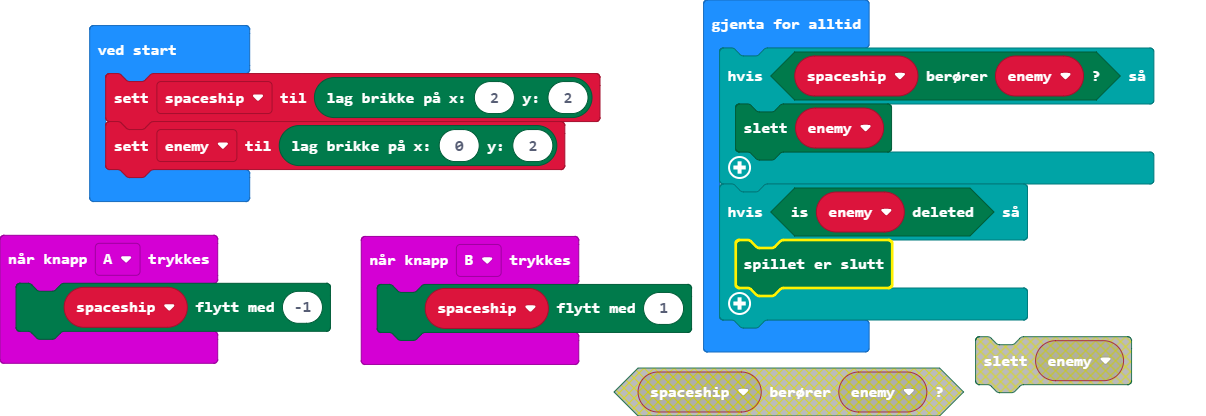 ved start
sett spaceship til lag brikke på x: 2 y: 2
sett enemy til lag brikke på x: 0 y: 2
når knapp A trykkes
spaceship flytt med -1
når knapp B trykkes
spaceship flytt med 1
gjenta for alltid
hvis spaceship berører enemy ? så
slett enemy
hvis is enemy deleted så
spillet er slutt
spaceship berører enemy ?
slett enemy